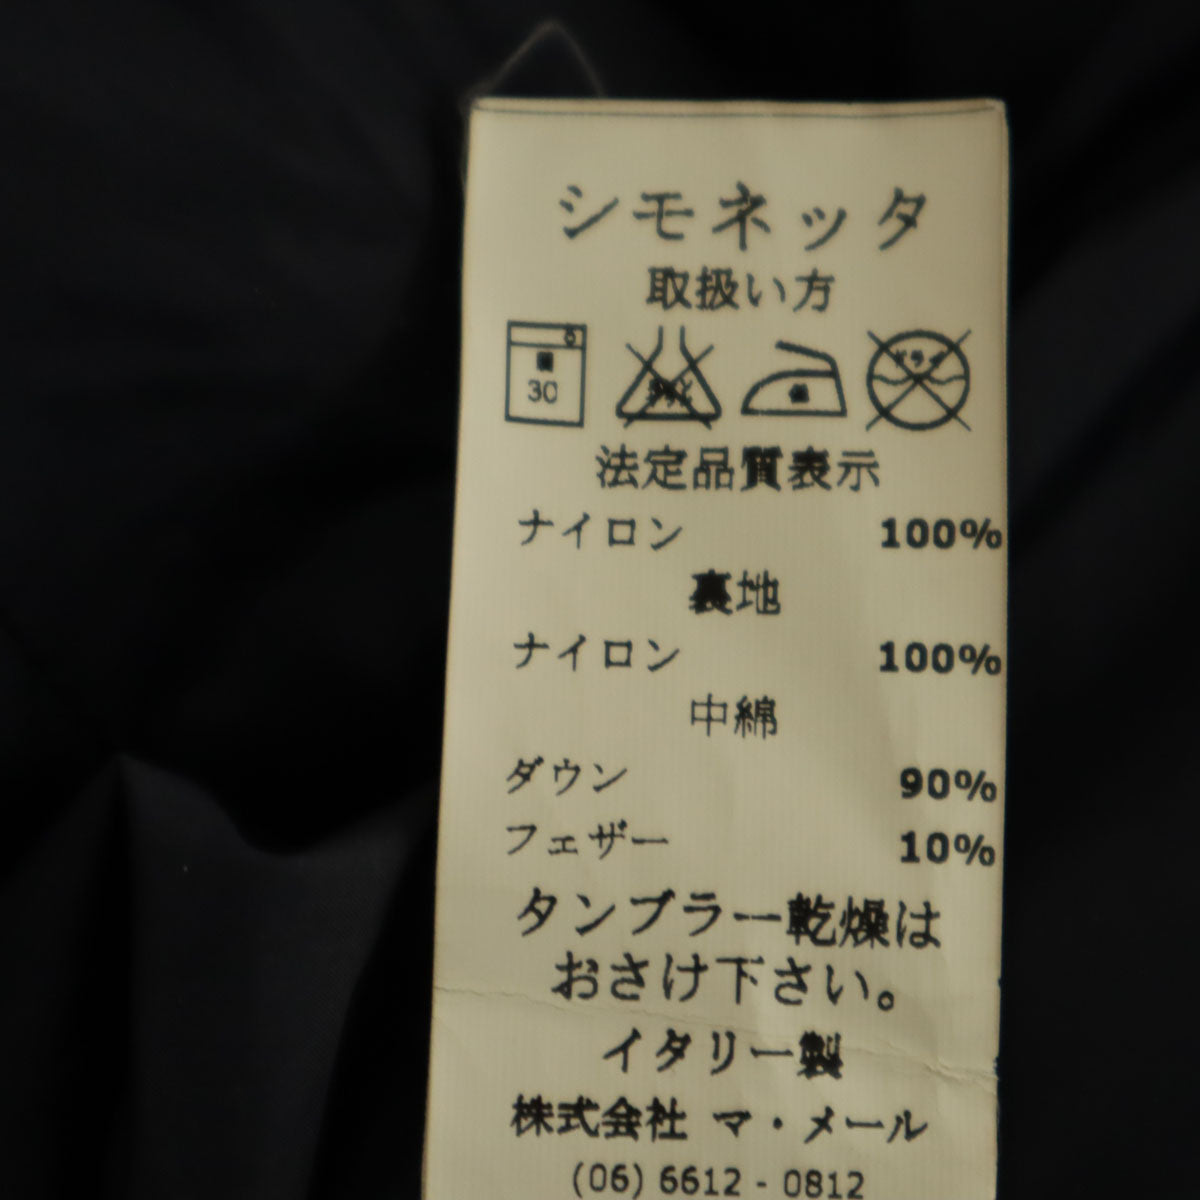 シモネッタ
取扱い方
30 ドライ
法定品質表示
ナイロン 100%
裏地
ナイロン 100%
中綿
ダウン 90%
フェザー 10%
タンブラー乾燥は
おさけ下さい。
イタリー製
株式会社 マ・メール
(06) 6612 - 0812